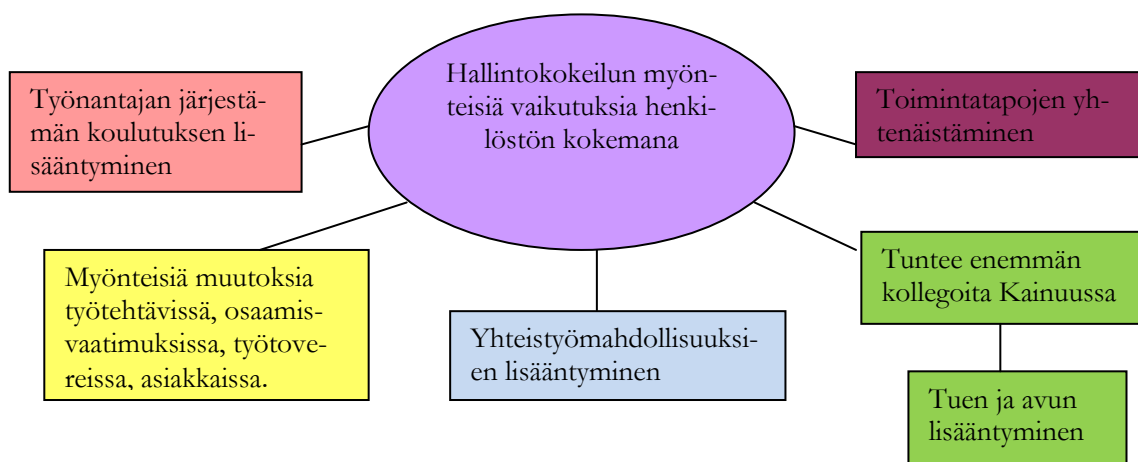 Hallintokokeilun myön-
teisiä vaikutuksia henki-
löstön kokemana
Työnantajan järjestä-
män koulutuksen li-
sääntyminen
Toimintatapojen yh-
tenäistäminen
Myönteisiä muutoksia
työtehtävissä, osaamis-
vaatimuksissa, työtove-
reissa, asiakkaissa.
Yhteistyömahdollisuuksi-
en lisääntyminen
Tuntee enemmän
kollegoita Kainuussa
Tuen ja avun
lisääntyminen